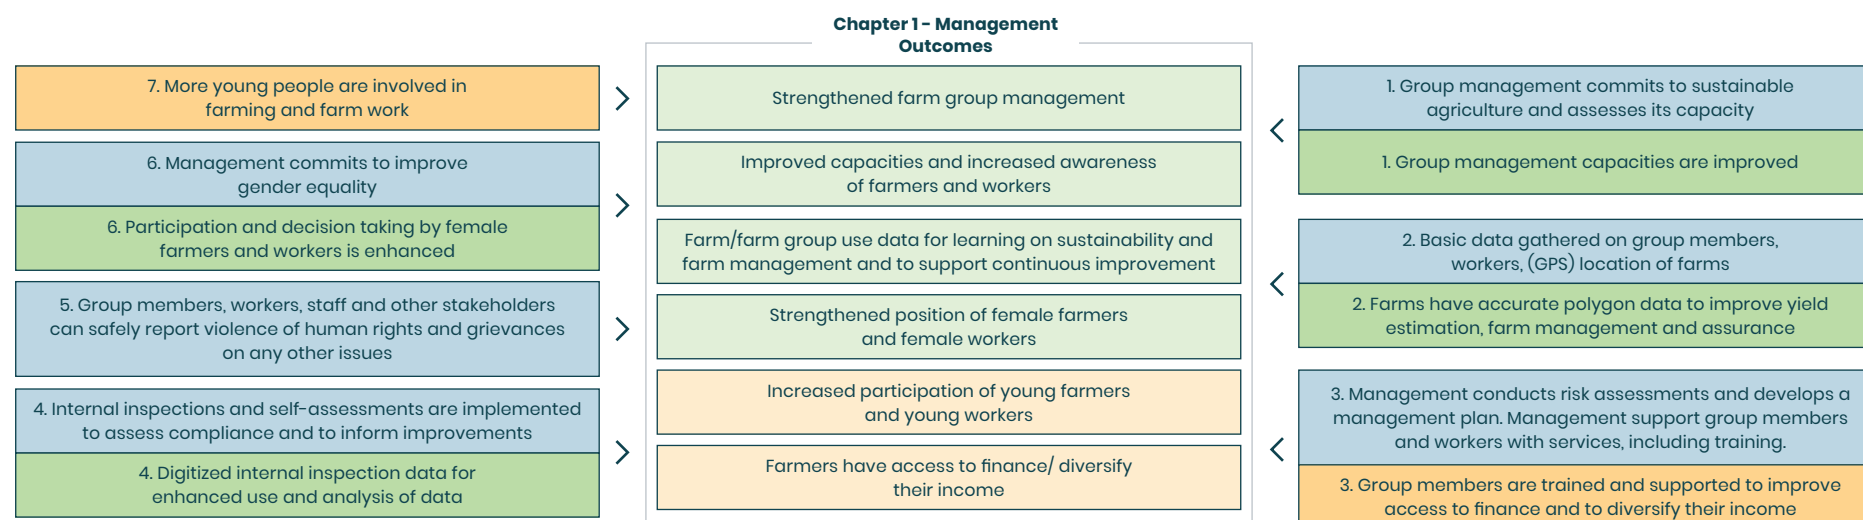 Chapter 1 - Management
Outcomes
7. More young people are involved in
farming and farm work
6. Management commits to improve
gender equality
6. Participation and decision taking by female
farmers and workers is enhanced
5. Group members, workers, staff and other stakeholders
can safely report violence of human rights and grievances
on any other issues
4. Internal inspections and self-assessments are implemented
to assess compliance and to inform improvements
4. Digitized internal inspection data for
enhanced use and analysis of data
Strengthened farm group management
Improved capacities and increased awareness
of farmers and workers
Farm/farm group use data for learning on sustainability and
farm management and to support continuous improvement
Strengthened position of female farmers
and female workers
Increased participation of young farmers
and young workers
Farmers have access to finance/ diversify
their income
1. Group management commits to sustainable
agriculture and assesses its capacity
1. Group management capacities are improved
2. Basic data gathered on group members,
workers, (GPS) location of farms
2. Farms have accurate polygon data to improve yield
estimation, farm management and assurance
3. Management conducts risk assessments and develops a
management plan. Management support group members
and workers with services, including training.
3. Group members are trained and supported to improve
access to finance and to diversify their income